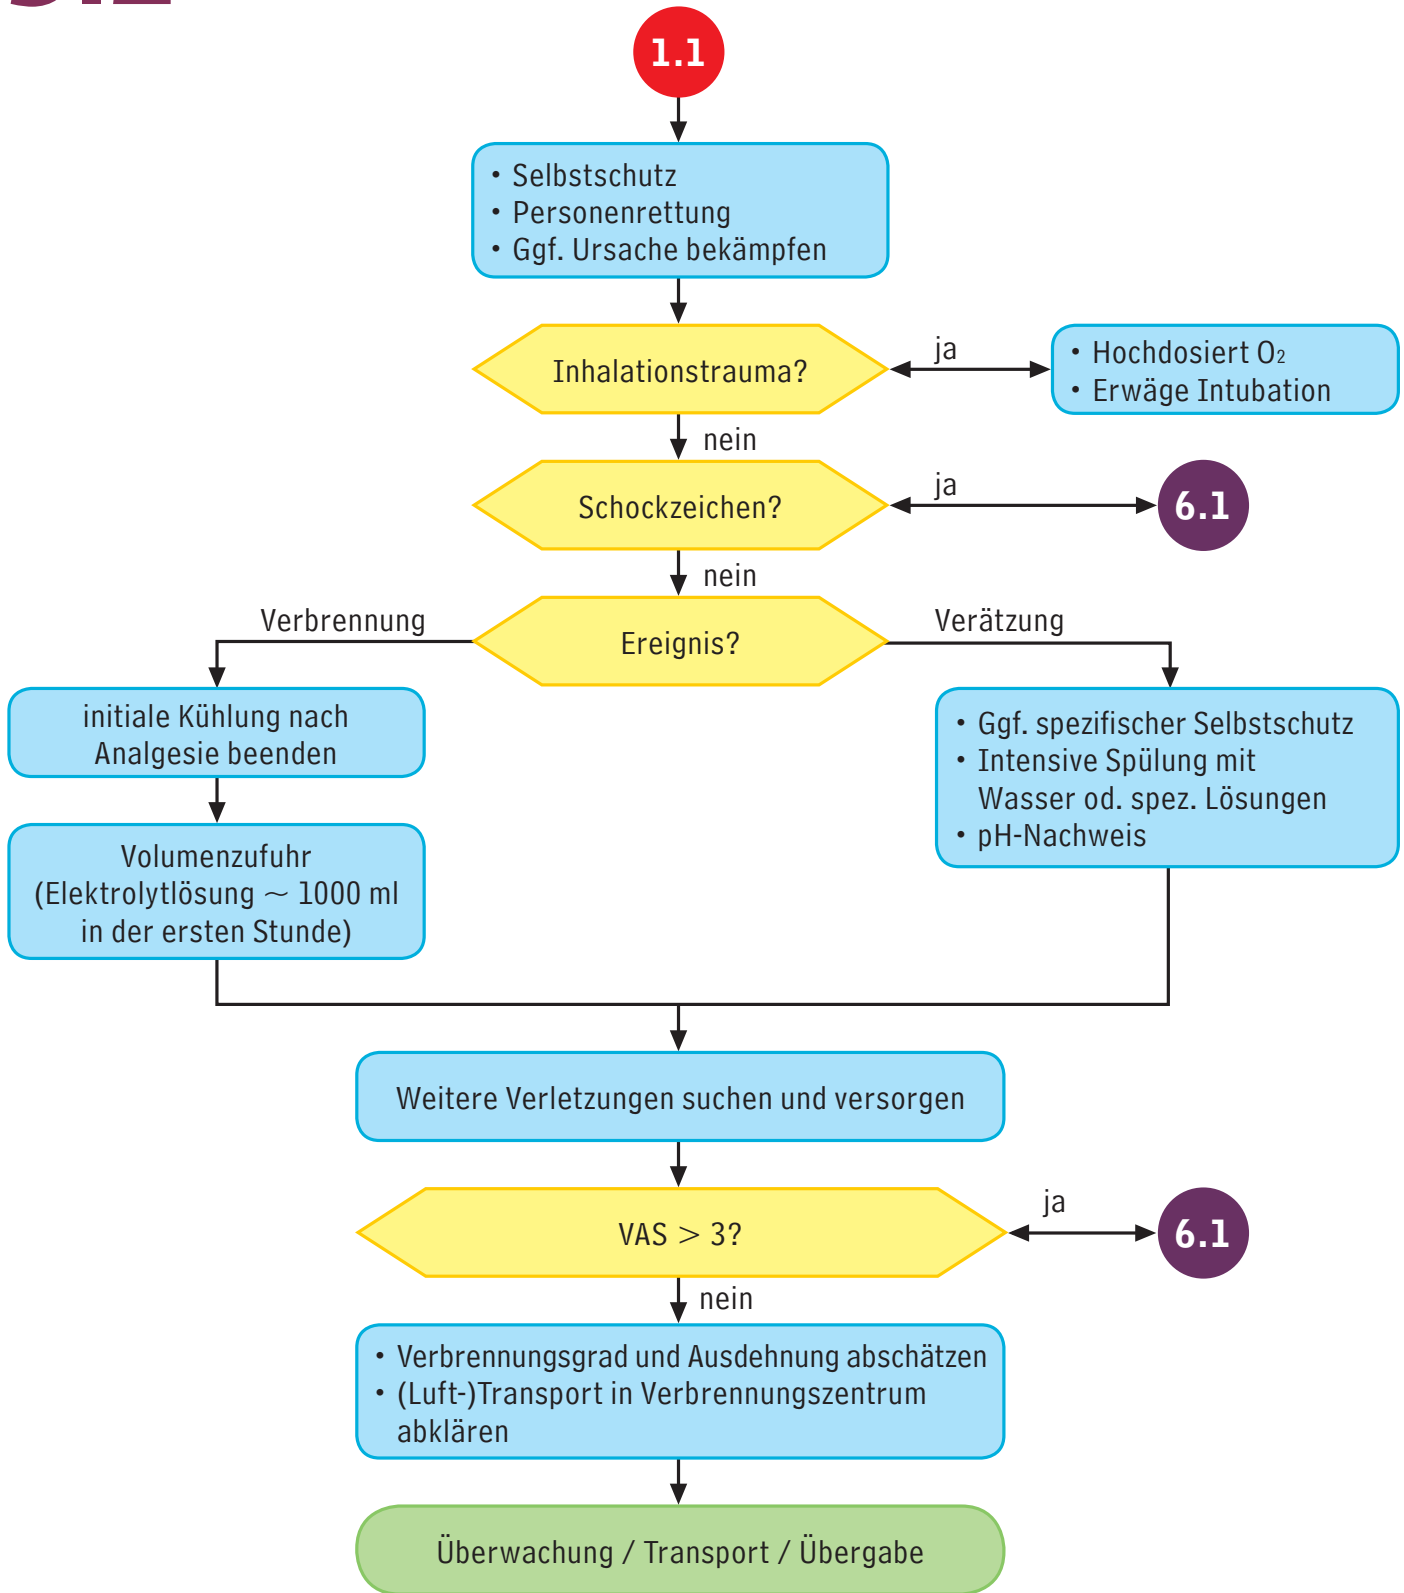 1.1
• Selbstschutz
• Personenrettung
• Ggf. Ursache bekämpfen
Inhalationstrauma?
ja
• Hochdosiert O₂
• Erwäge Intubation
nein
Schockzeichen?
ja
6.1
nein
Ereignis?
Verbrennung
Verätzung
initiale Kühlung nach
Analgesie beenden
Volumenzufuhr
(Elektrolytlösung ~ 1000 ml
in der ersten Stunde)
• Ggf. spezifischer Selbstschutz
• Intensive Spülung mit
Wasser od. spez. Lösungen
• pH-Nachweis
Weitere Verletzungen suchen und versorgen
VAS > 3?
ja
6.1
nein
• Verbrennungsgrad und Ausdehnung abschätzen
• (Luft-)Transport in Verbrennungszentrum
abklären
Überwachung / Transport / Übergabe